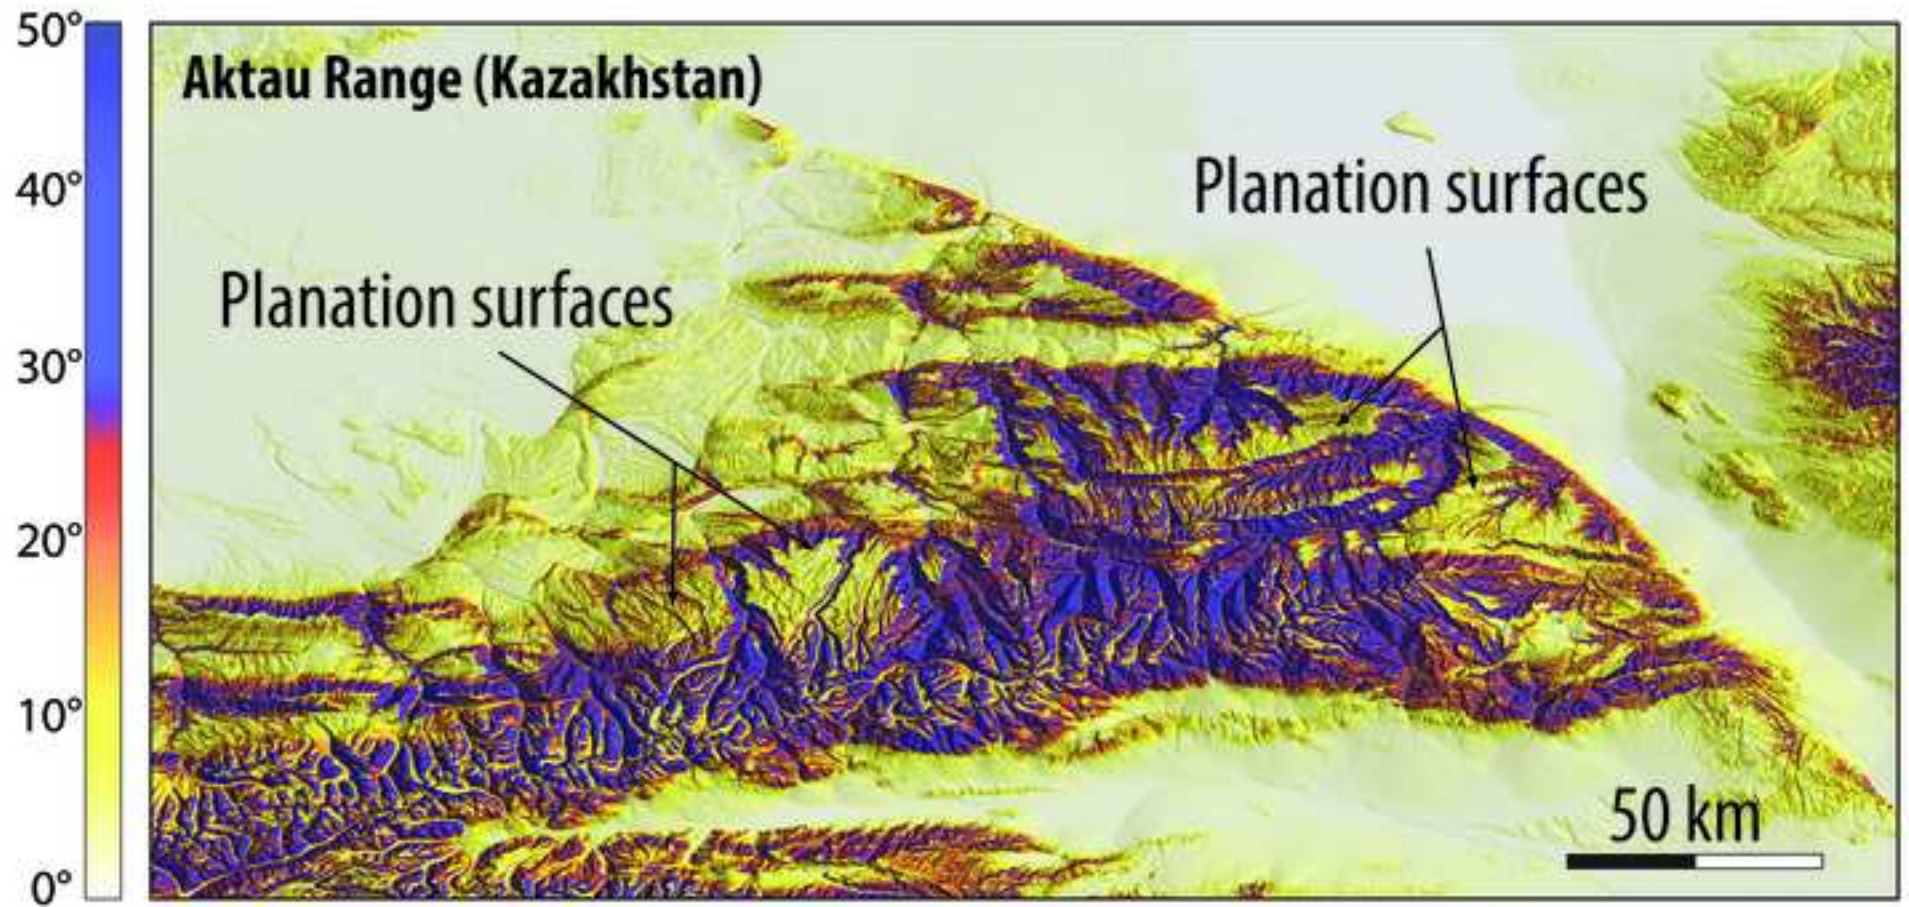 50°
40°
30°
20°
10°
0°
Aktau Range (Kazakhstan)
Planation surfaces
Planation surfaces
50 km